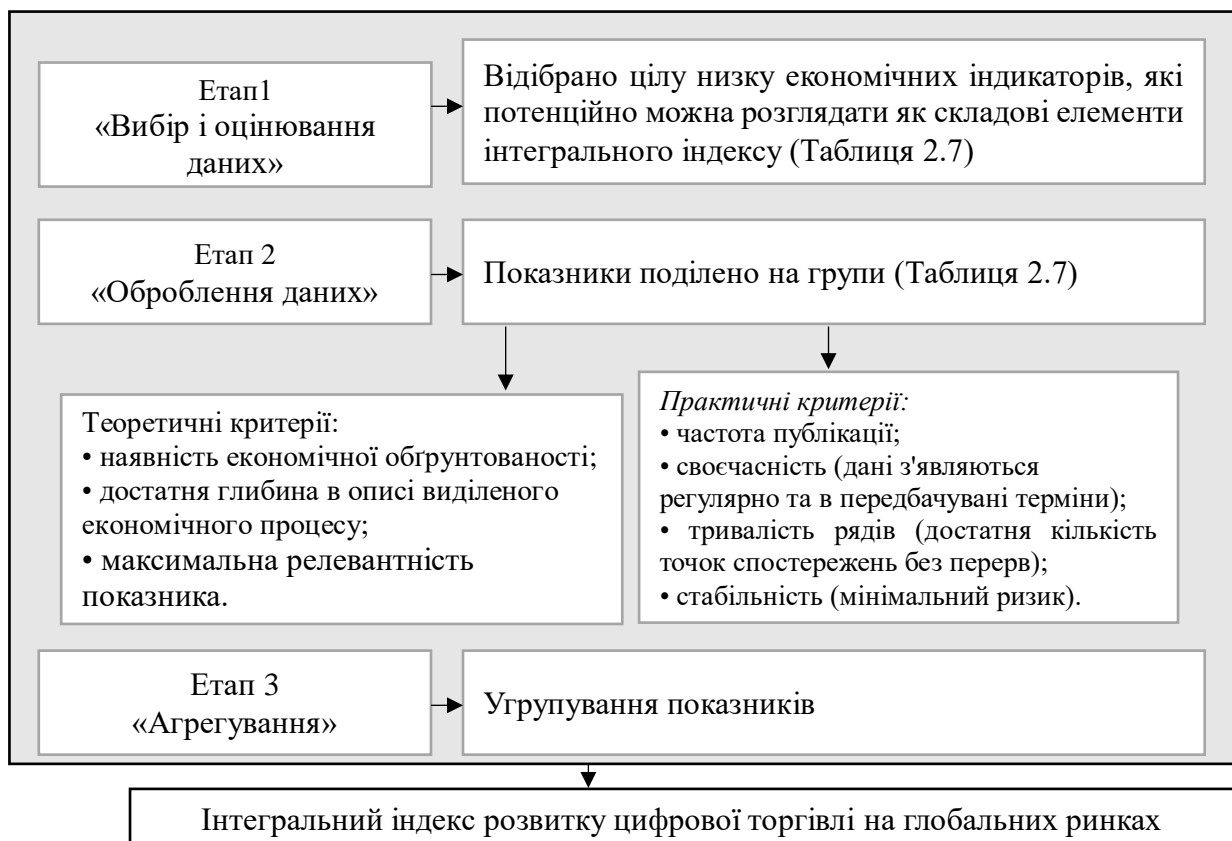 Етап1
«Вибір і оцінювання
даних»
Відібрано цілу низку економічних індикаторів, які
потенційно можна розглядати як складові елементи
інтегрального індексу (Таблиця 2.7)
Етап 2
«Оброблення даних»
Показники поділено на групи (Таблиця 2.7)
Теоретичні критерії:
• наявність економічної обґрунтованості;
• достатня глибина в описі виділеного
економічного процесу;
• максимальна релевантність
показника.
Практичні критерії:
• частота публікації;
• своєчасність (дані з'являються
регулярно та в передбачувані терміни);
• тривалість рядів (достатня кількість
точок спостережень без перерв);
• стабільність (мінімальний ризик).
Етап 3
«Агрегування»
Угрупування показників
Інтегральний індекс розвитку цифрової торгівлі на глобальних ринках